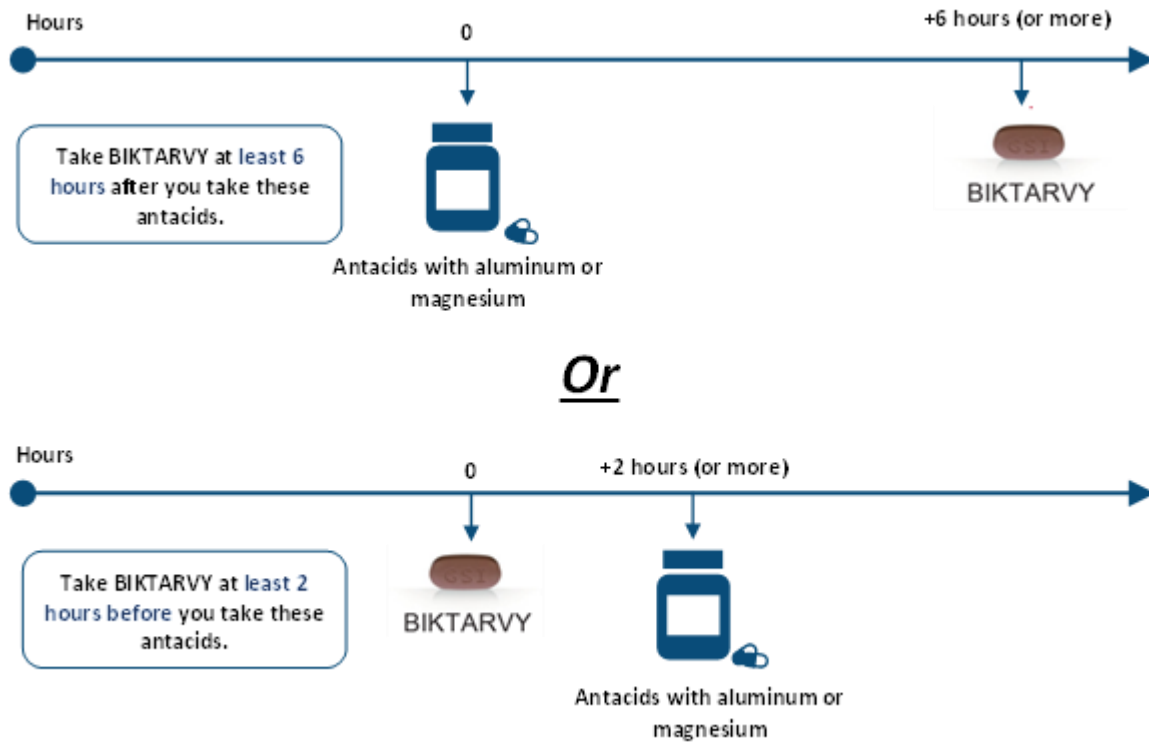 Hours
0
+6 hours (or more)
Take BIKTARVY at least 6
hours after you take these
antacids.
GSI
BIKTARVY
Antacids with aluminum or
magnesium
Or
Hours
0
+2 hours (or more)
Take BIKTARVY at least 2
hours before you take these
antacids.
GSI
BIKTARVY
Antacids with aluminum or
magnesium